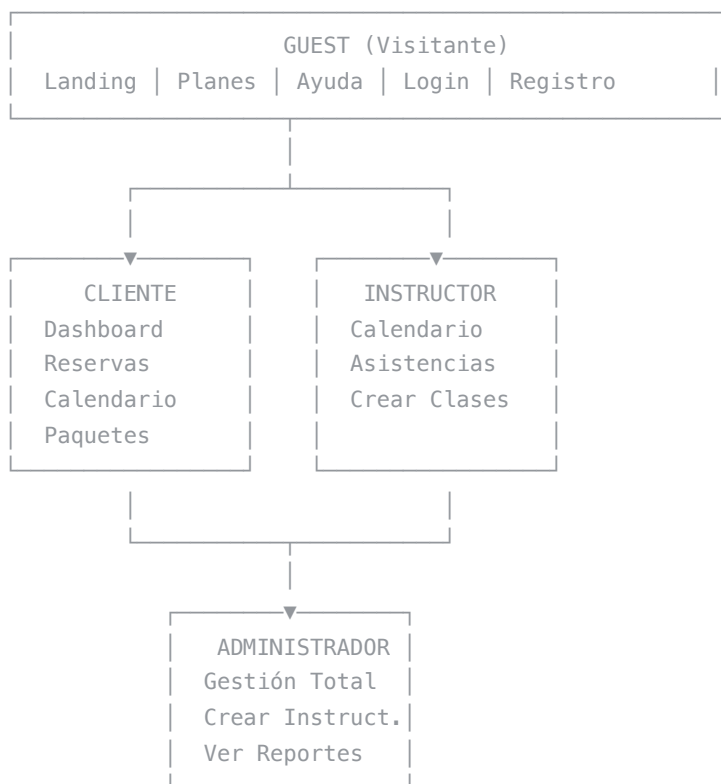 GUEST (Visitante)
Landing | Planes | Ayuda | Login | Registro |
CLIENTE
Dashboard
Reservas
Calendario
Paquetes
INSTRUCTOR
Calendario
Asistencias
Crear Clases
ADMINISTRADOR
Gestión Total
Crear Instruct.
Ver Reportes